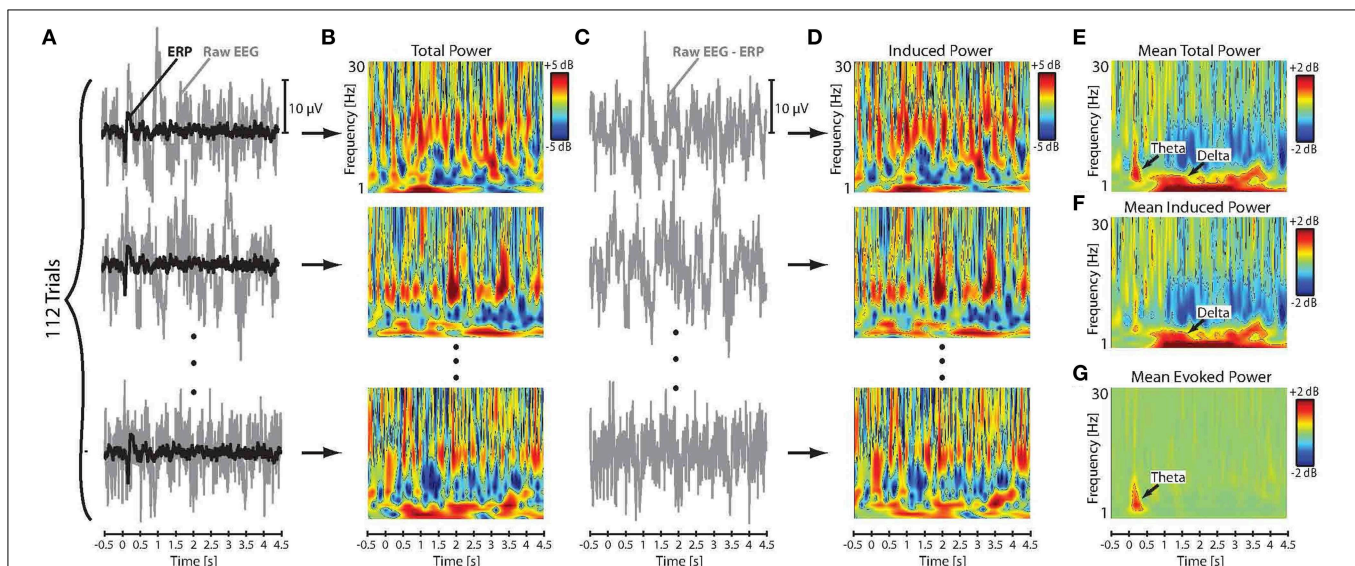 A
ERP
Raw EEG
10 µV
112 Trials
-0.5 0 0.5 1 1.5 2 2.5 3 3.5 4 4.5
Time [s]
B
Total Power
30
Frequency [Hz]
1
+5 dB
-5 dB
-0.5 0 0.5 1 1.5 2 2.5 3 3.5 4 4.5
Time [s]
C
Raw EEG - ERP
10 µV
-0.5 0 0.5 1 1.5 2 2.5 3 3.5 4 4.5
Time [s]
D
Induced Power
30
Frequency [Hz]
1
+5 dB
-5 dB
-0.5 0 0.5 1 1.5 2 2.5 3 3.5 4 4.5
Time [s]
E
Mean Total Power
30
Frequency [Hz]
1
Theta
Delta
+2 dB
-2 dB
F
Mean Induced Power
30
Frequency [Hz]
1
Delta
+2 dB
-2 dB
G
Mean Evoked Power
30
Frequency [Hz]
1
Theta
+2 dB
-2 dB
-0.5 0 0.5 1 1.5 2 2.5 3 3.5 4 4.5
Time [s]